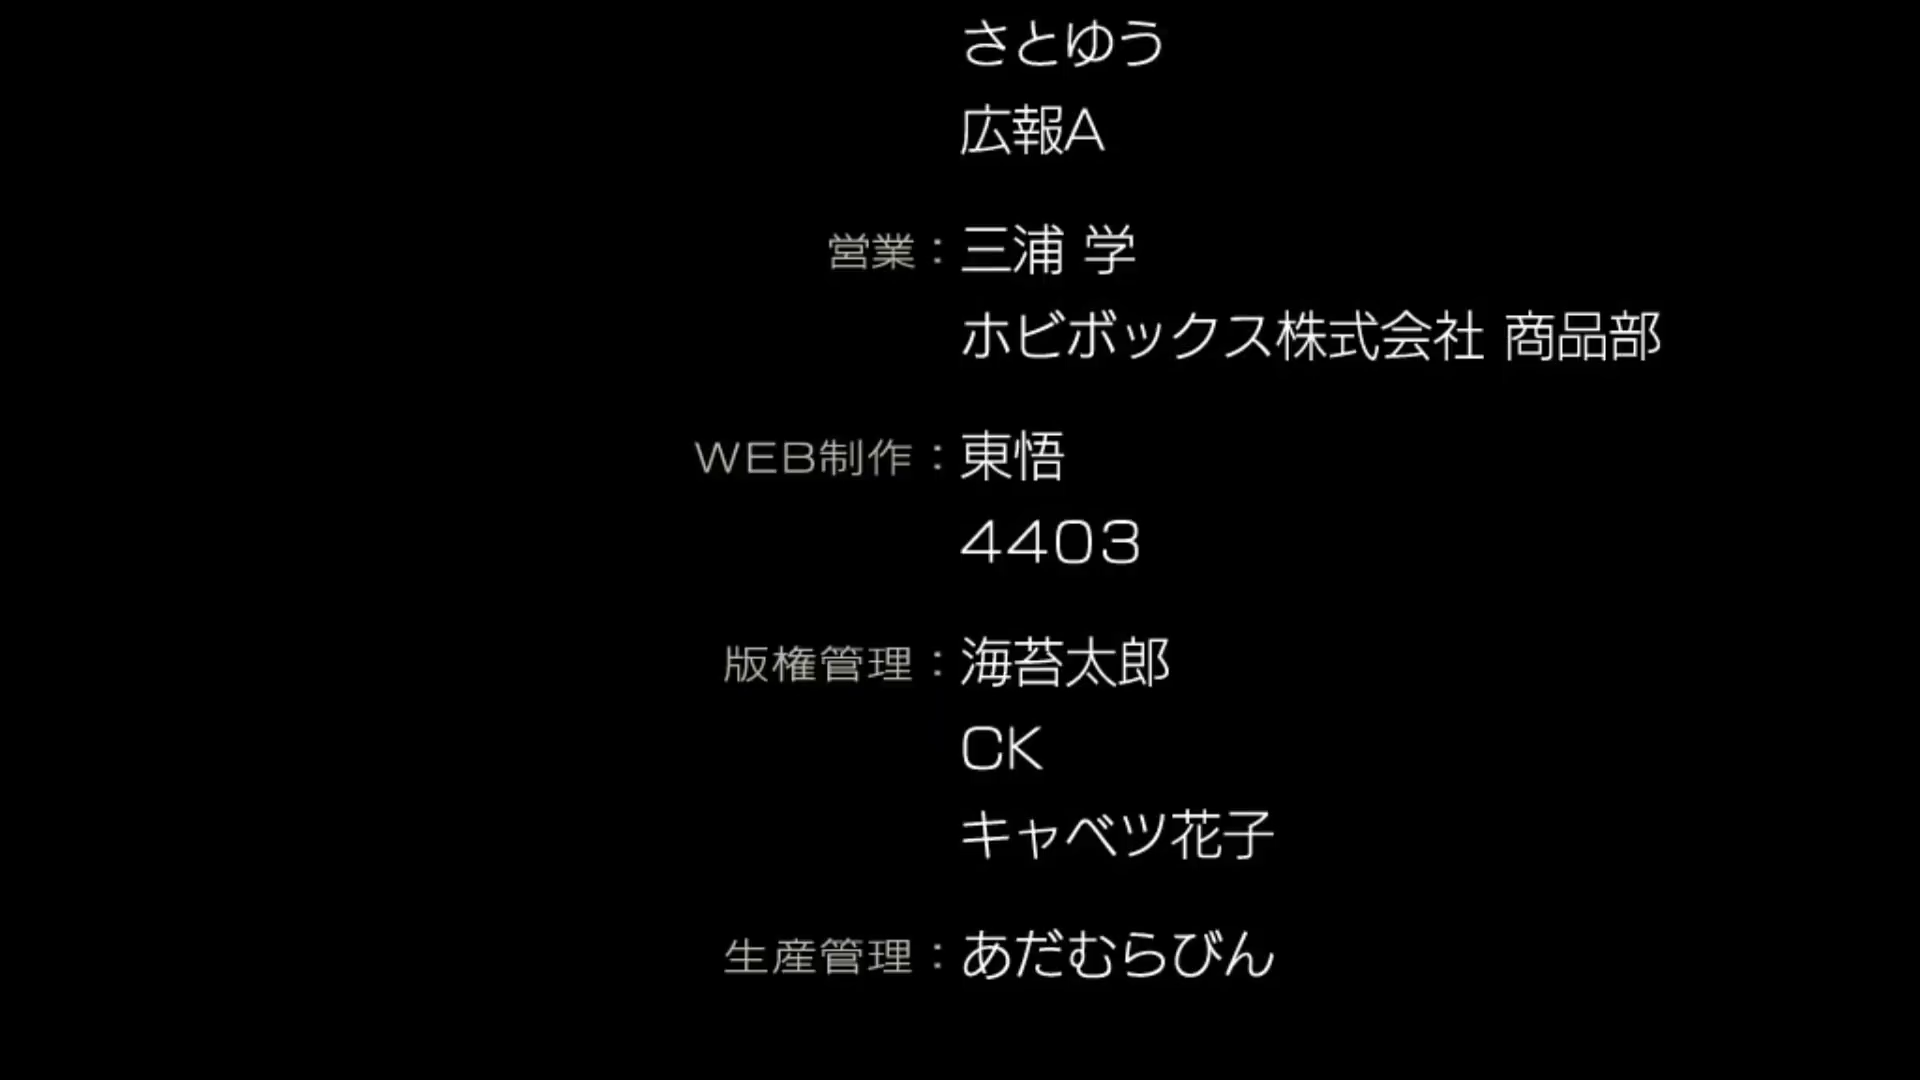 さとゆう
広報A
営業：三浦 学
ホビボックス株式会社 商品部
WEB制作：東悟
4403
版権管理：海苔太郎
CK
キャベツ花子
生産管理：あだむらびん